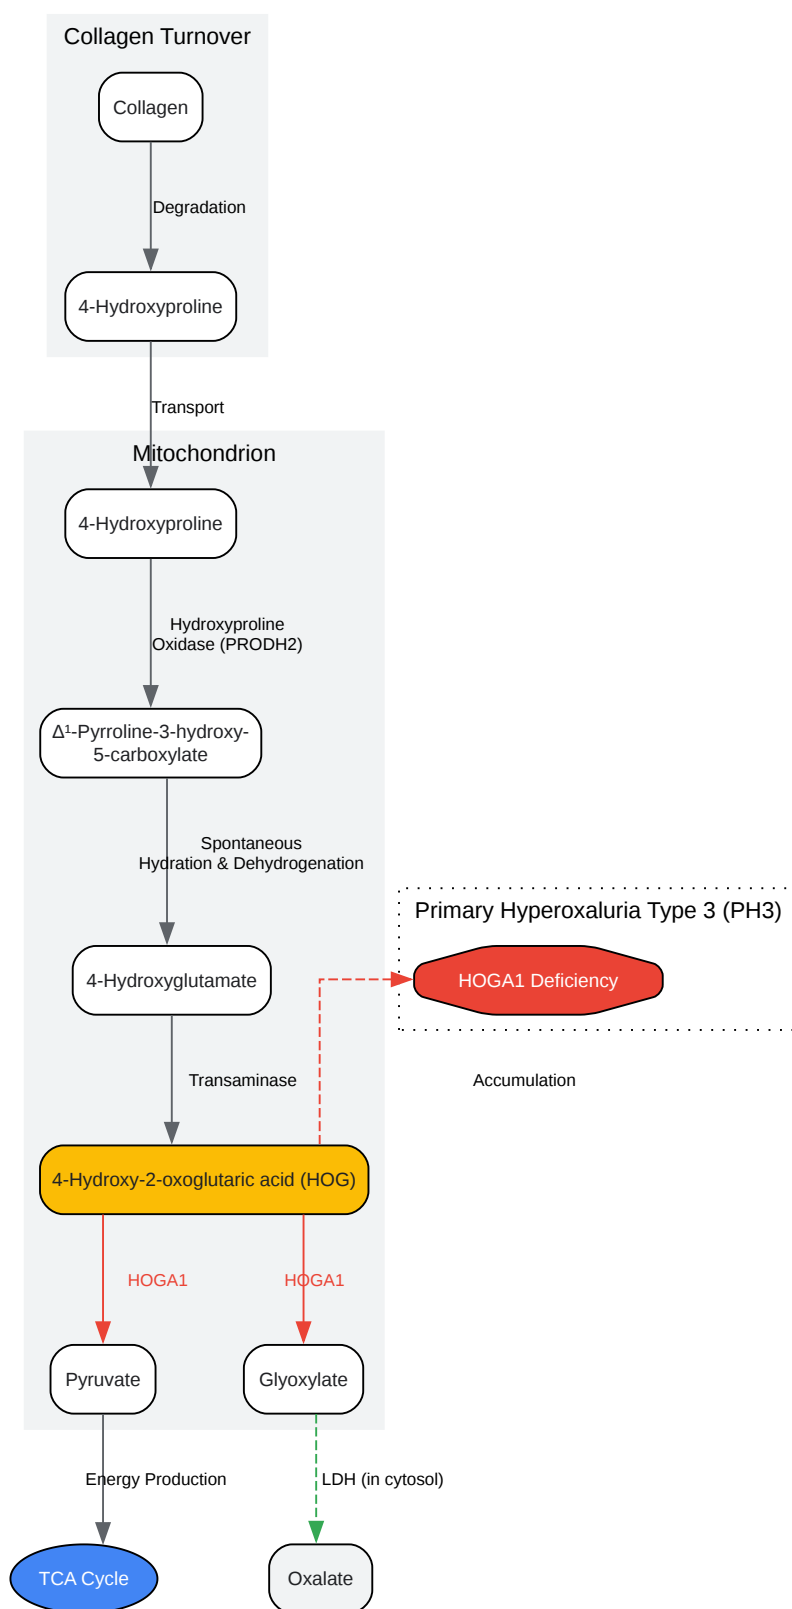 Collagen Turnover
Collagen
Degradation
4-Hydroxyproline
Transport
Mitochondrion
4-Hydroxyproline
Hydroxyproline
Oxidase (PRODH2)
Δ¹-Pyrroline-3-hydroxy-
5-carboxylate
Spontaneous
Hydration & Dehydrogenation
Primary Hyperoxaluria Type 3 (PH3)
4-Hydroxyglutamate
HOGA1 Deficiency
Transaminase
Accumulation
4-Hydroxy-2-oxoglutaric acid (HOG)
HOGA1
HOGA1
Pyruvate
Glyoxylate
Energy Production
LDH (in cytosol)
TCA Cycle
Oxalate